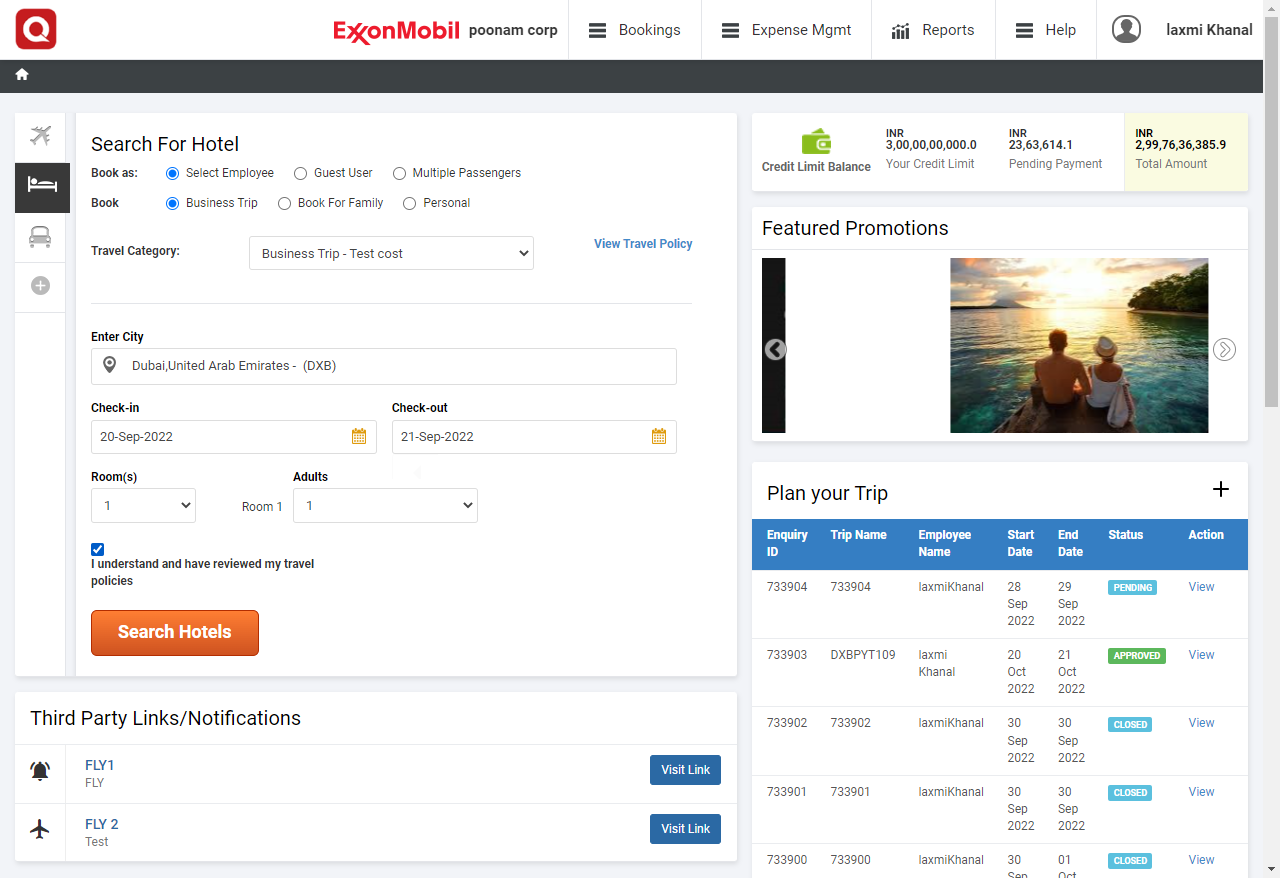 Q
ExxonMobil poonam corp
Bookings
Expense Mgmt
Reports
Help
laxmi Khanal
Search For Hotel
Book as: Select Employee Guest User Multiple Passengers
Book Business Trip Book For Family Personal
Travel Category: Business Trip - Test cost View Travel Policy
Enter City
Dubai,United Arab Emirates - (DXB)
Check-in Check-out
20-Sep-2022 21-Sep-2022
Room(s) Adults
1 Room 1 1
I understand and have reviewed my travel
policies
Search Hotels
Third Party Links/Notifications
FLY1
FLY
Visit Link
FLY 2
Test
Visit Link
Credit Limit Balance
INR
3,00,00,00,000.0
Your Credit Limit
INR
23,63,614.1
Pending Payment
INR
2,99,76,36,385.9
Total Amount
Featured Promotions
Plan your Trip
Enquiry ID Trip Name Employee Name Start Date End Date Status Action
733904 733904 laxmiKhanal 28 Sep 2022 29 Sep 2022 PENDING View
733903 DXBPYT109 laxmi Khanal 20 Oct 2022 21 Oct 2022 APPROVED View
733902 733902 laxmiKhanal 30 Sep 2022 30 Sep 2022 CLOSED View
733901 733901 laxmiKhanal 30 Sep 2022 30 Sep 2022 CLOSED View
733900 733900 laxmiKhanal 30 Sep 01 Oct CLOSED View